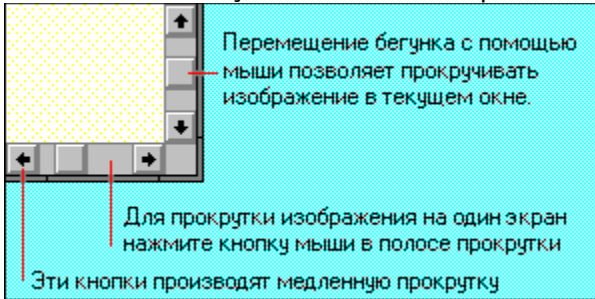 Перемещение бегунка с помощью
мыши позволяет прокручивать
изображение в текущем окне.
Для прокрутки изображения на один экран
нажмите кнопку мыши в полосе прокрутки
Эти кнопки производят медленную прокрутку